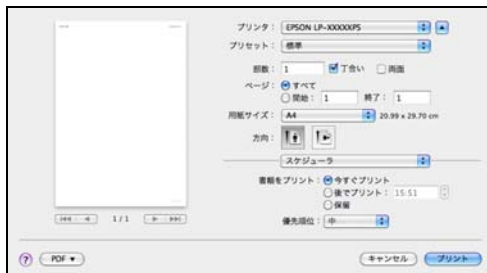 プリンタ： EPSON LP-XXXXXPS
プリセット： 標準
部数： 1 丁合い 両面
ページ： すべて
開始： 1 終了： 1
用紙サイズ： A4 20.99 x 29.70 cm
方向：
スケジューラ
書類をプリント： 今すぐプリント
後でプリント： 15:51
保留
優先順位： 中
1 / 1
? PDF ▼ キャンセル プリント